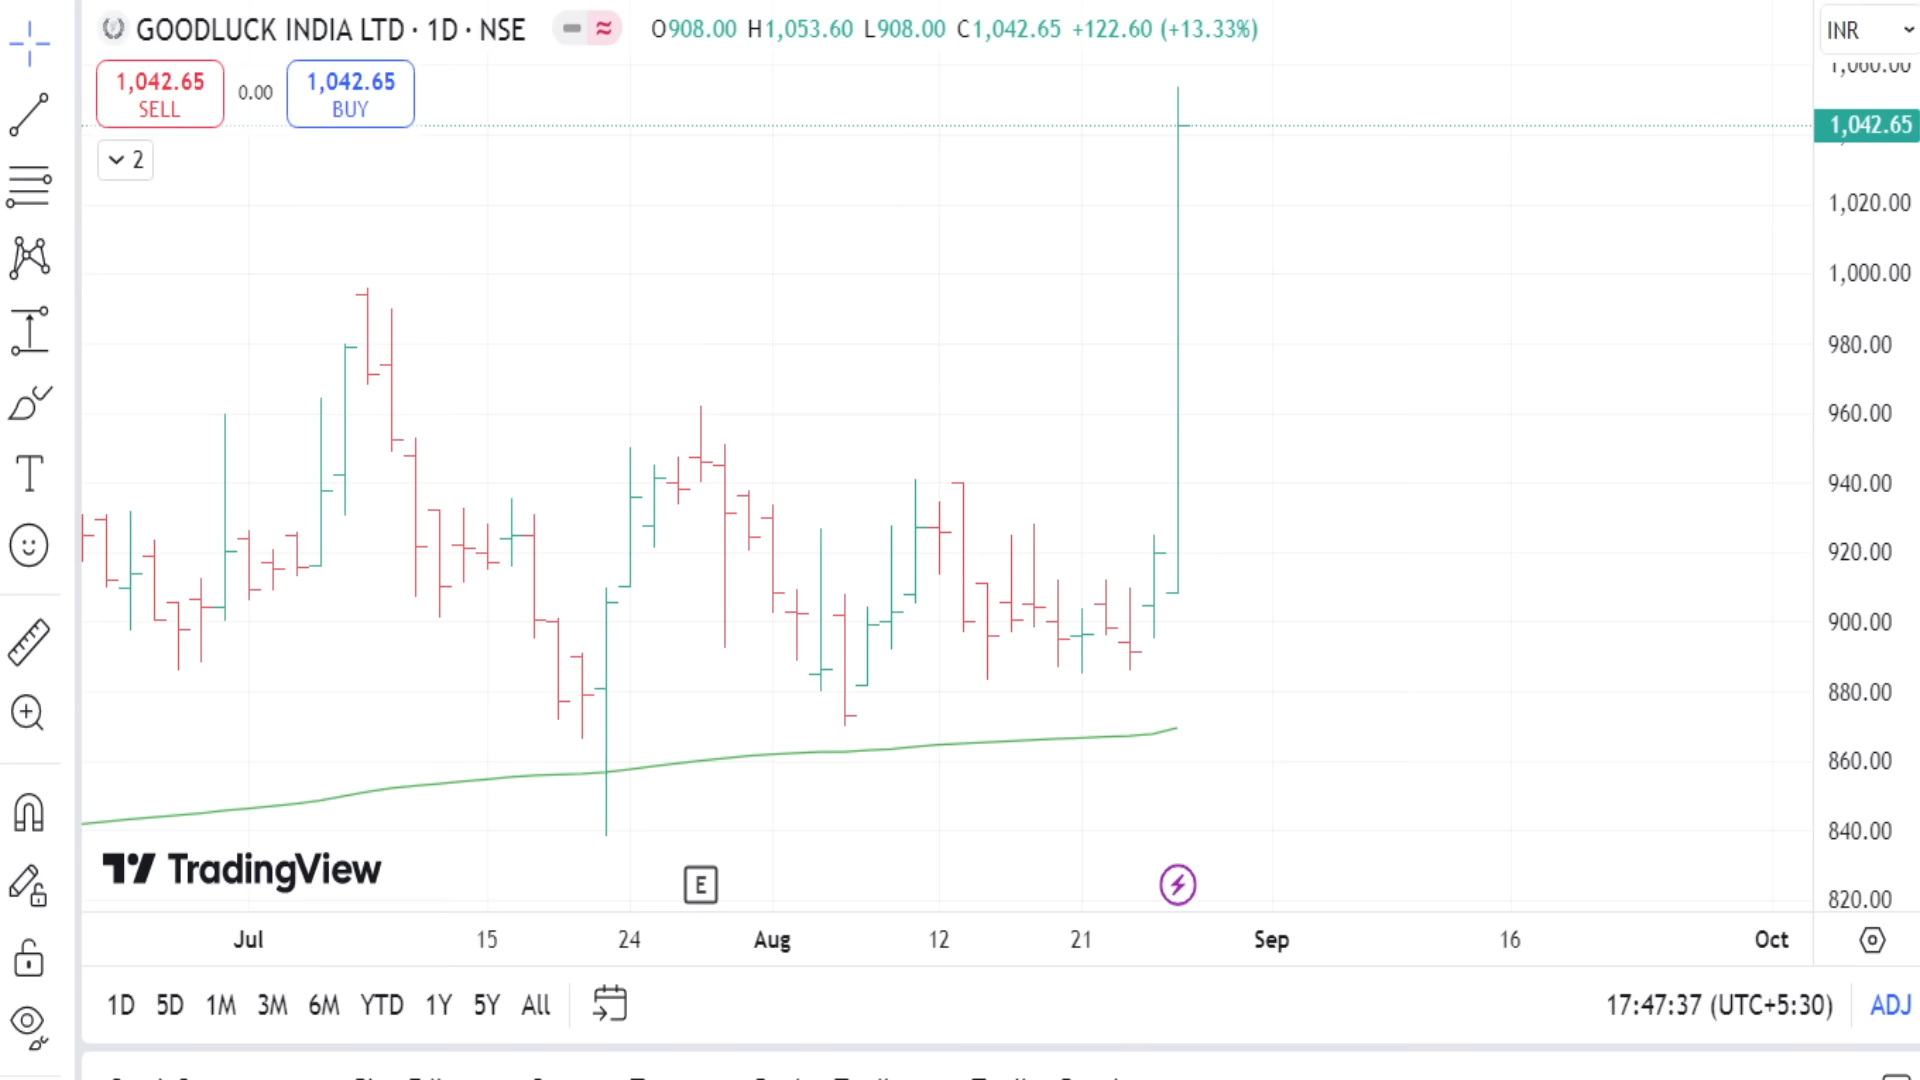 GOODLUCK INDIA LTD · 1D · NSE
O908.00 H1,053.60 L908.00 C1,042.65 +122.60 (+13.33%)
INR
1,042.65
SELL
0.00
1,042.65
BUY
2
1,060.00
1,042.65
1,020.00
1,000.00
980.00
960.00
940.00
920.00
900.00
880.00
860.00
840.00
820.00
TradingView
E
Jul 15 24 Aug 12 21 Sep 16 Oct
1D 5D 1M 3M 6M YTD 1Y 5Y All
17:47:37 (UTC+5:30)
ADJ